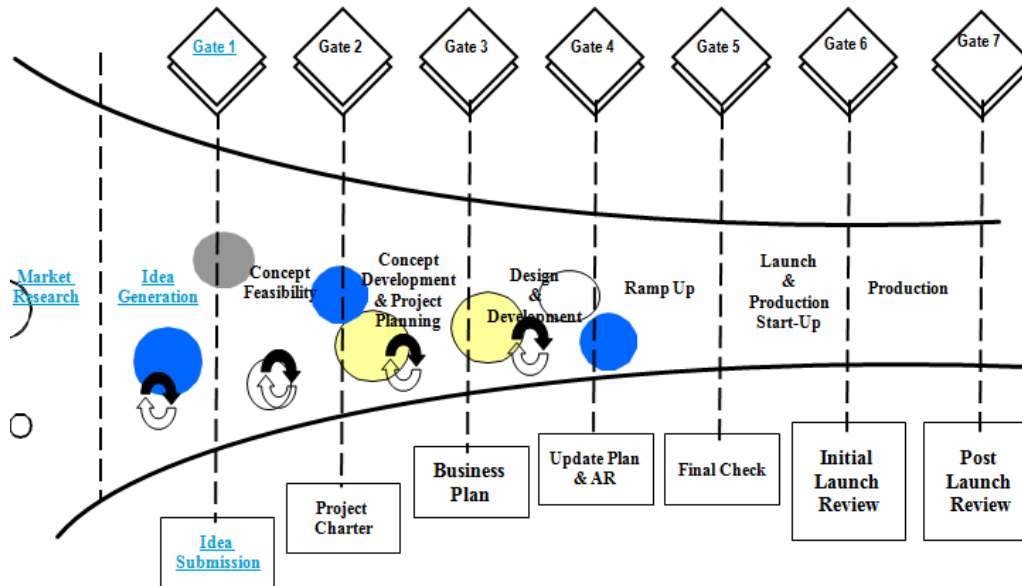 Gate 1
Gate 2
Gate 3
Gate 4
Gate 5
Gate 6
Gate 7
Market
Research
Idea
Generation
Concept
Feasibility
Concept
Development
& Project
Planning
Design
&
Development
Ramp Up
Launch
&
Production
Start-Up
Production
Idea
Submission
Project
Charter
Business
Plan
Update Plan
& AR
Final Check
Initial
Launch
Review
Post
Launch
Review